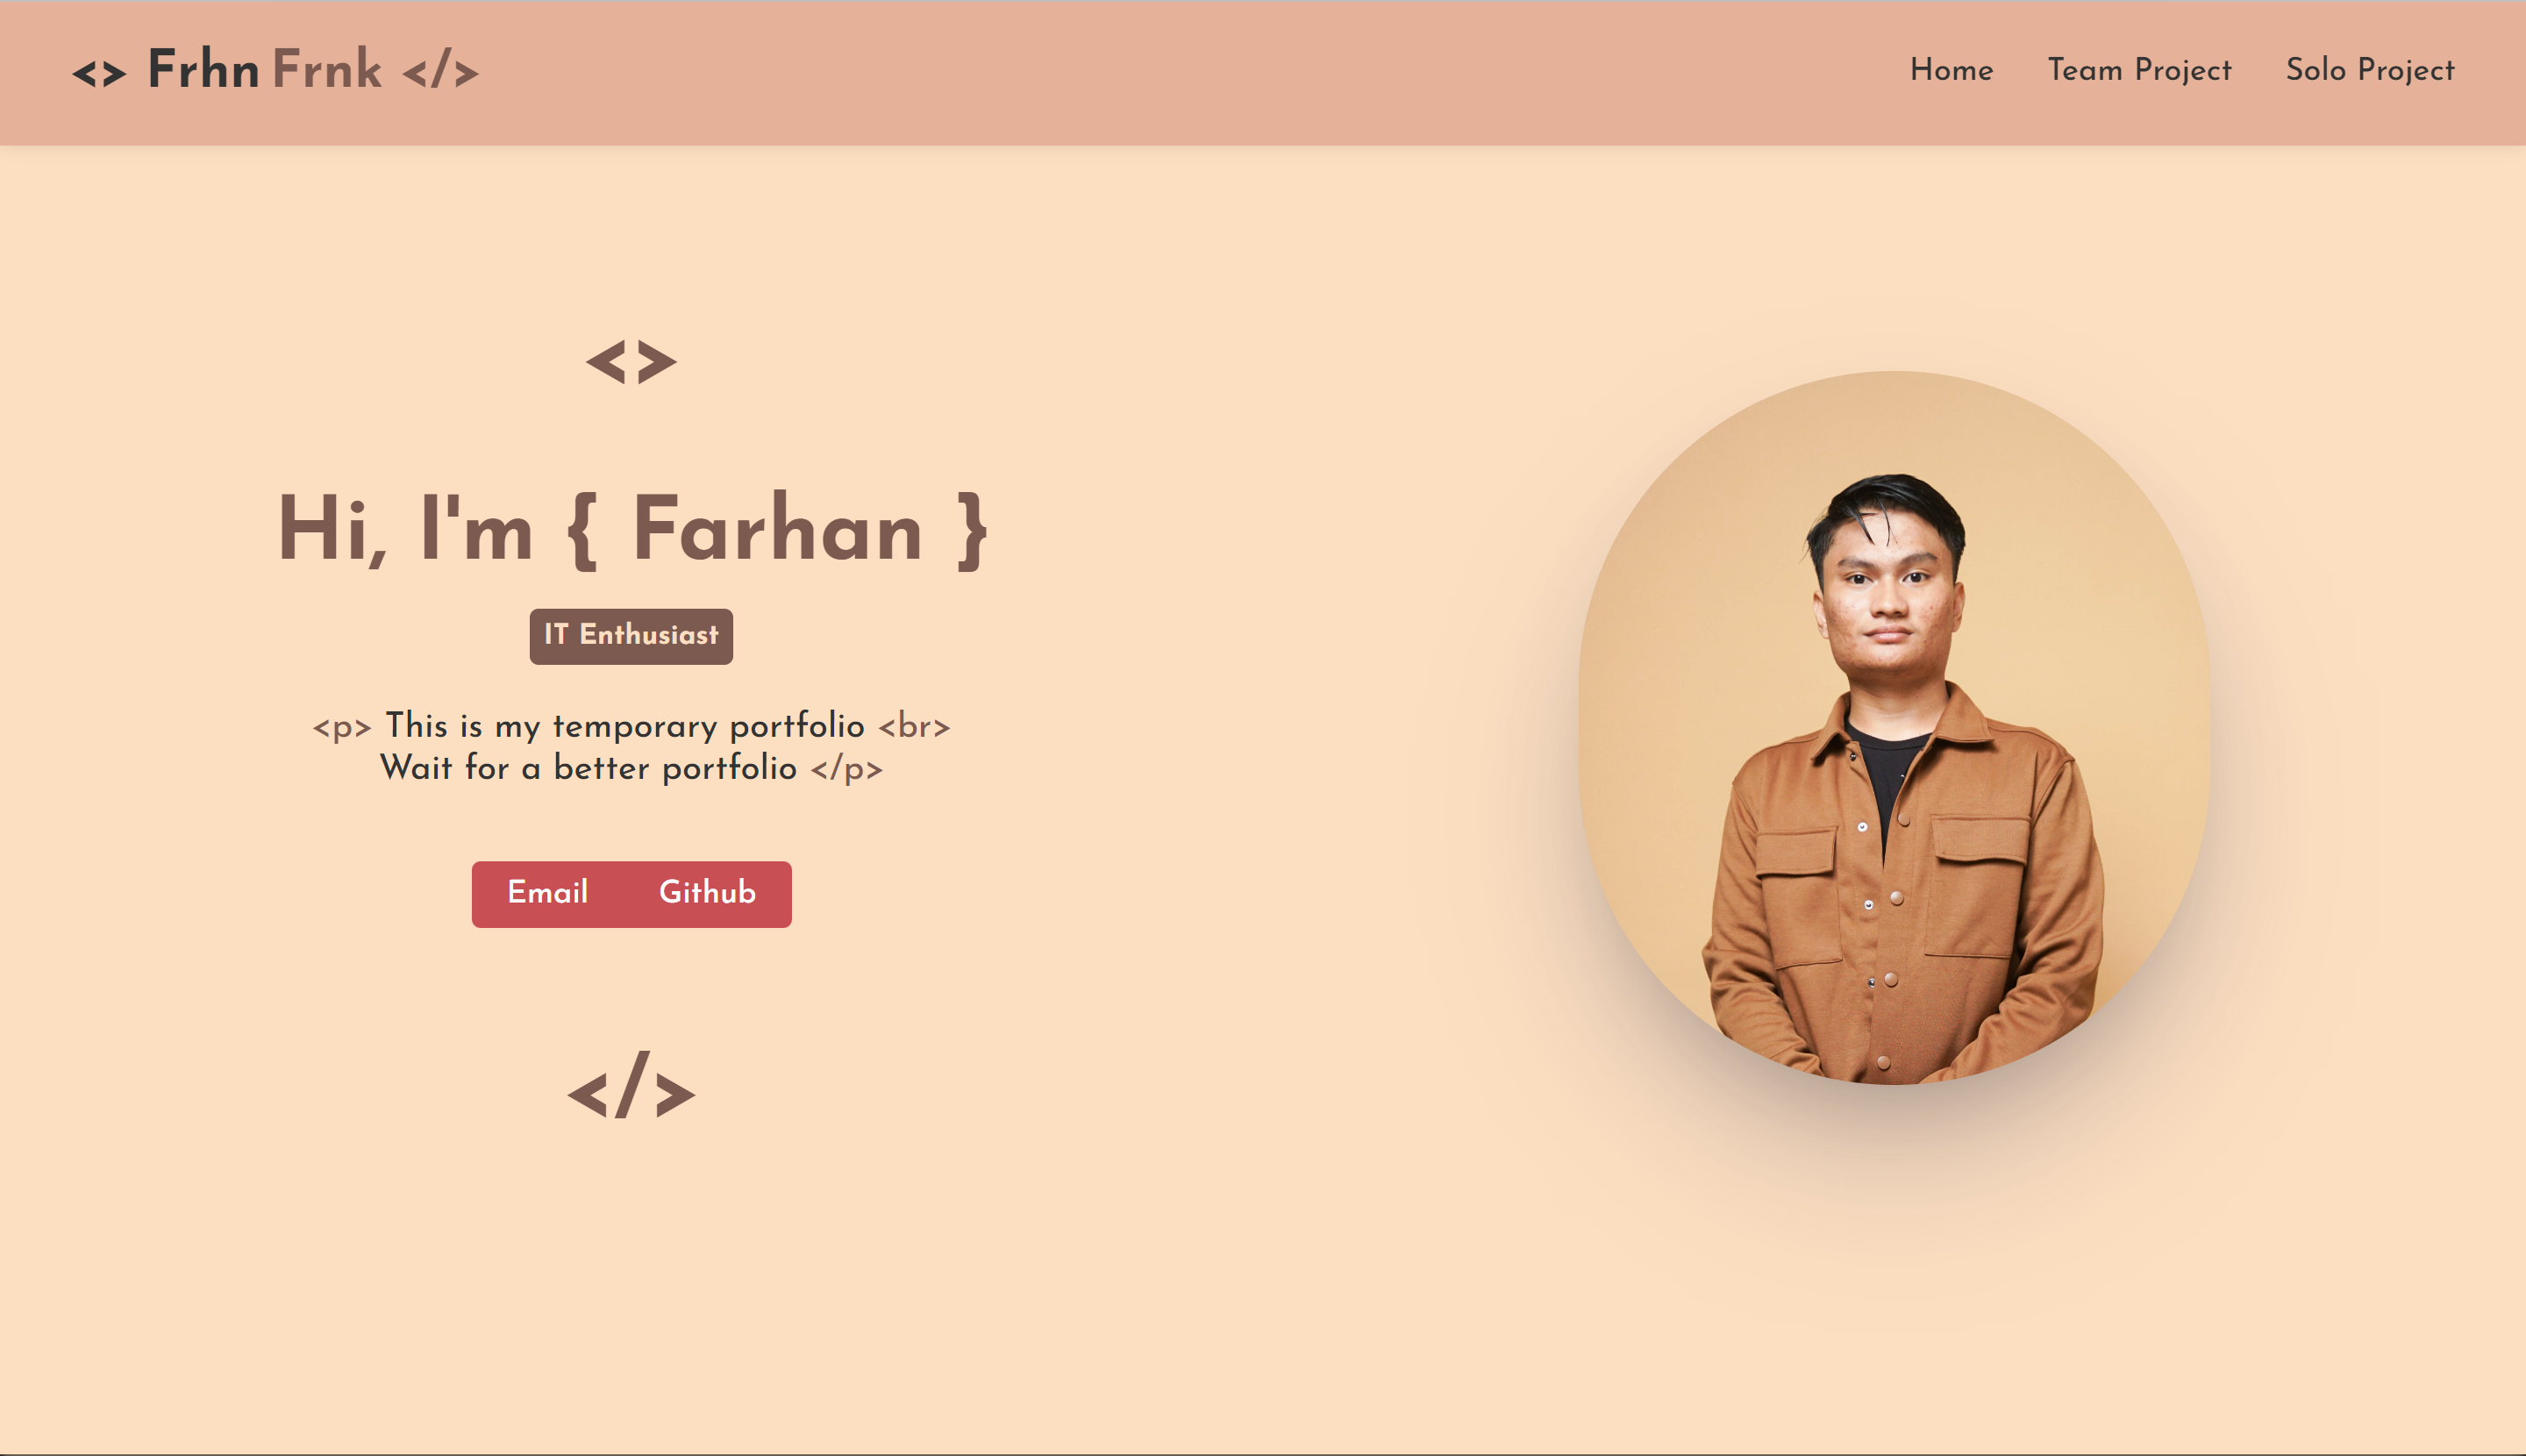 <> Frhn Frnk </>
Home Team Project Solo Project
<>
Hi, I'm { Farhan }
IT Enthusiast
<p> This is my temporary portfolio <br>
Wait for a better portfolio </p>
Email Github
</>